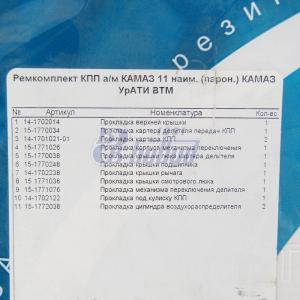 резин
Ремкомплект КПП а/м КАМАЗ 11 наим. (парон.) КАМАЗ
УрАТИ ВТМ
№ Артикул Номенклатура Кол-во
1 14-1702014 Прокладка верхней крышки 1
2 15-1770034 Прокладка картера делителя передач КПП 1
3 14-1701021-01 Прокладка картера КПП 2
4 15-1771026 Прокладка корпуса механизма переключения 1
5 15-1770038 Прокладка крышки картера делителя 1
6 15-1770048 Прокладка крышки подшипника 1
7 14-1702238 Прокладка крышки рычага 1
8 15-1771036 Прокладка крышки смотрового люка 1
9 15-1771076 Прокладка механизма переключения делителя 1
10 14-1702122 Прокладка под кулиску КПП 1
11 15-1772038 Прокладка цилиндра воздухораспределителя 2